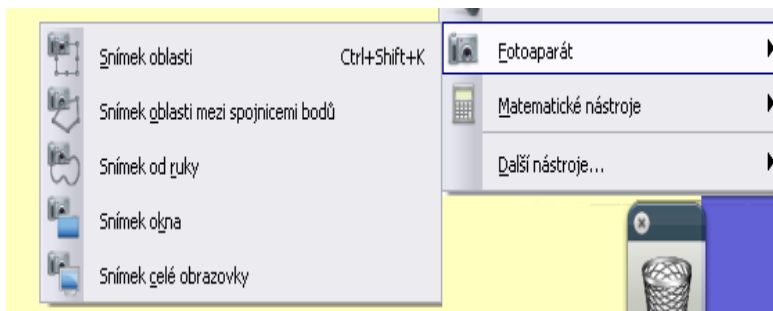 Snímek oblasti Ctrl+Shift+K
Snímek oblasti mezi spojnicemi bodů
Snímek od ruky
Snímek okna
Snímek celé obrazovky
Fotoaparát
Matematické nástroje
Další nástroje...